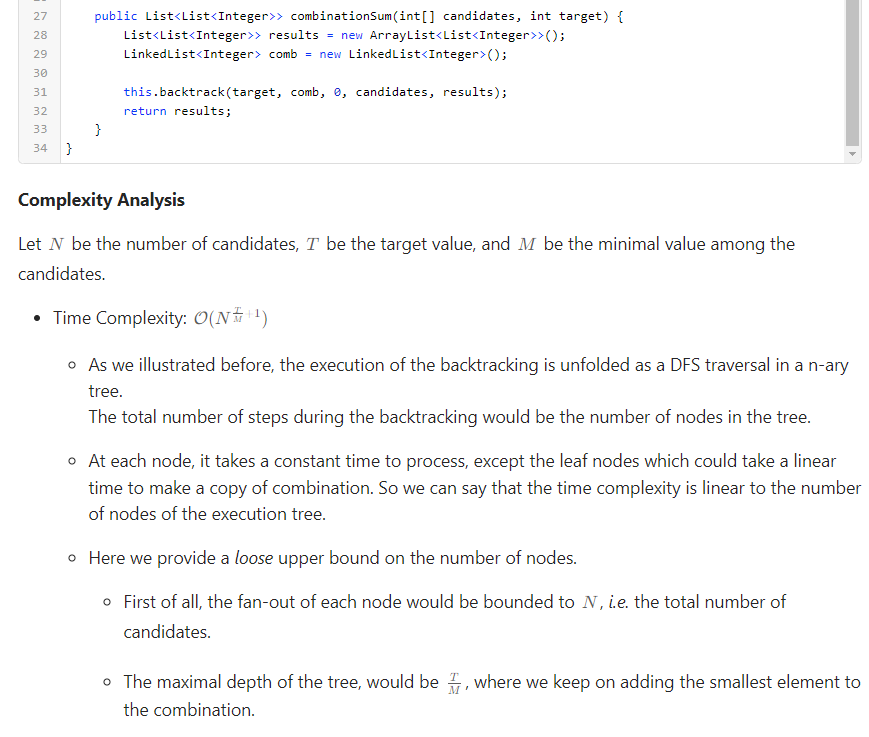 27 public List<List<Integer>> combinationSum(int[] candidates, int target) {
28 List<List<Integer>> results = new ArrayList<List<Integer>>();
29 LinkedList<Integer> comb = new LinkedList<Integer>();
30
31 this.backtrack(target, comb, 0, candidates, results);
32 return results;
33 }
34 }
Complexity Analysis
Let N be the number of candidates, T be the target value, and M be the minimal value among the
candidates.
• Time Complexity: O(N^(T/M + 1))
◦ As we illustrated before, the execution of the backtracking is unfolded as a DFS traversal in a n-ary
tree.
The total number of steps during the backtracking would be the number of nodes in the tree.
◦ At each node, it takes a constant time to process, except the leaf nodes which could take a linear
time to make a copy of combination. So we can say that the time complexity is linear to the number
of nodes of the execution tree.
◦ Here we provide a loose upper bound on the number of nodes.
◦ First of all, the fan-out of each node would be bounded to N, i.e. the total number of
candidates.
◦ The maximal depth of the tree, would be T/M, where we keep on adding the smallest element to
the combination.